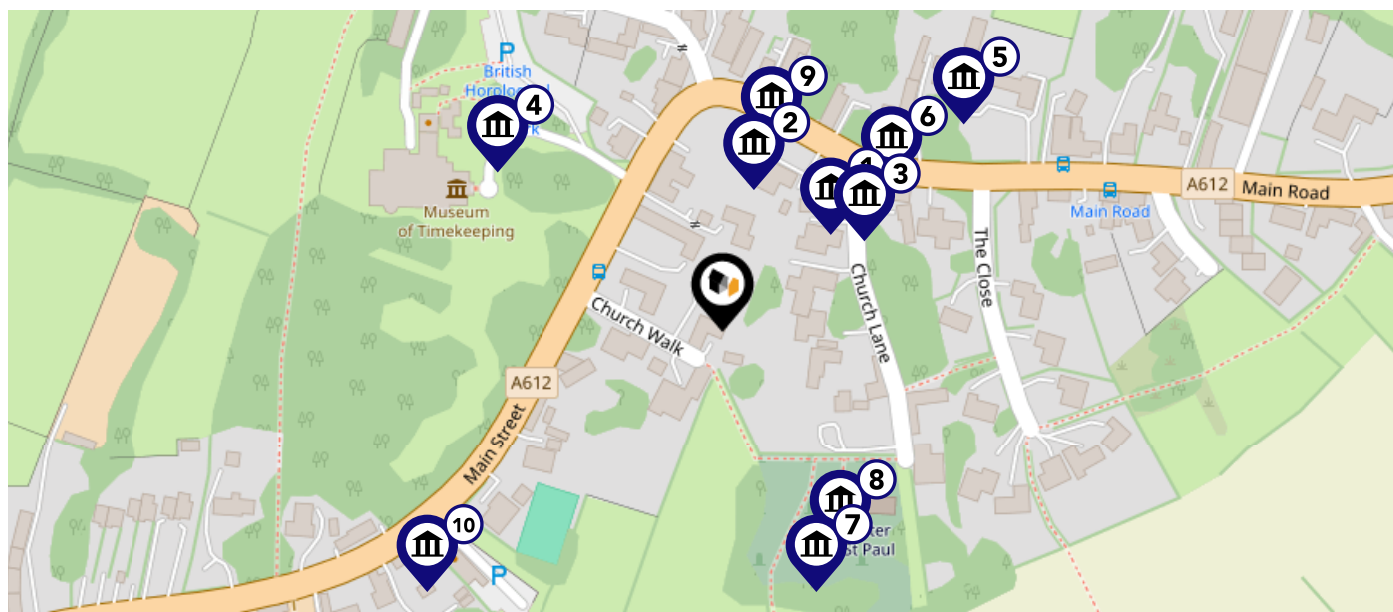 P
British
Horological
4
5
9
6
2
1
3
Museum
of Timekeeping
A612
Main Road
Main Road
The Close
Church Lane
Church Walk
A612
Main Street
8
7
St Paul
10
P